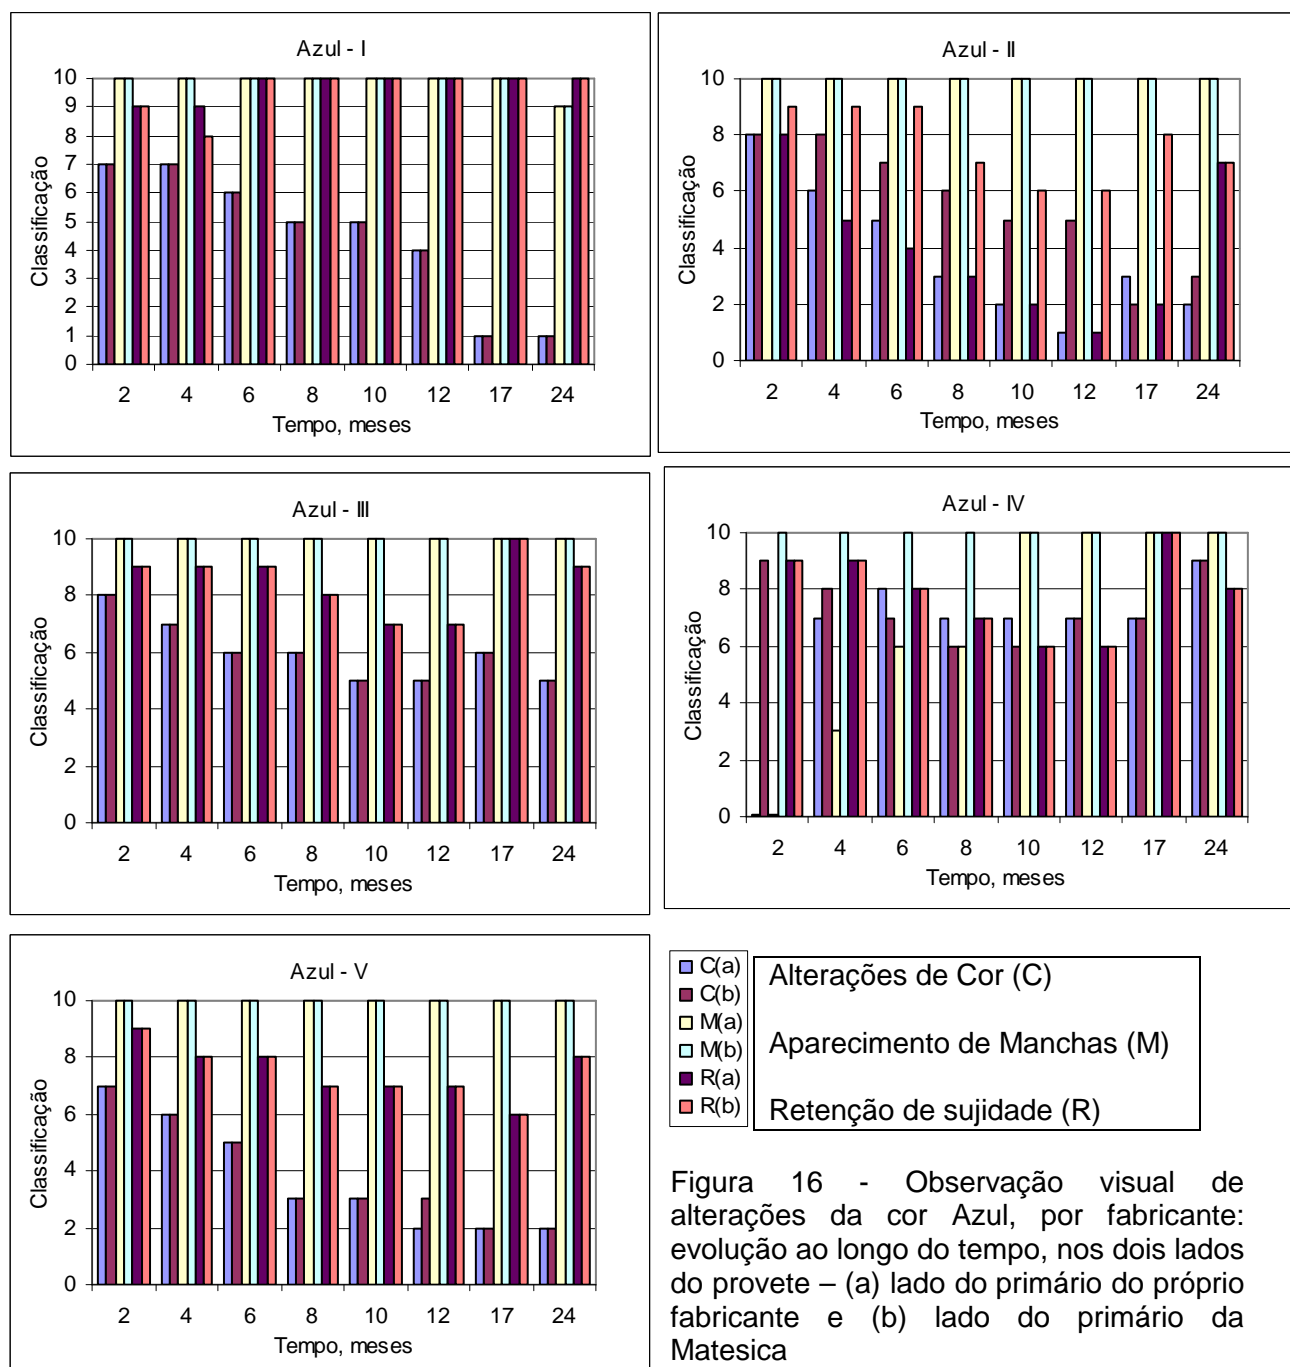 Azul - I
10
9
8
7
6
5
4
3
2
1
0
Classificação
2 4 6 8 10 12 17 24
Tempo, meses
Azul - II
10
8
6
4
2
0
Classificação
2 4 6 8 10 12 17 24
Tempo, meses
Azul - III
10
8
6
4
2
0
Classificação
2 4 6 8 10 12 17 24
Tempo, meses
Azul - IV
10
8
6
4
2
0
Classificação
2 4 6 8 10 12 17 24
Tempo, meses
Azul - V
10
8
6
4
2
0
Classificação
2 4 6 8 10 12 17 24
Tempo, meses
C(a)
C(b)
M(a)
M(b)
R(a)
R(b)
Alterações de Cor (C)
Aparecimento de Manchas (M)
Retenção de sujidade (R)
Figura 16 - Observação visual de
alterações da cor Azul, por fabricante:
evolução ao longo do tempo, nos dois lados
do provete – (a) lado do primário do próprio
fabricante e (b) lado do primário da
Matesica